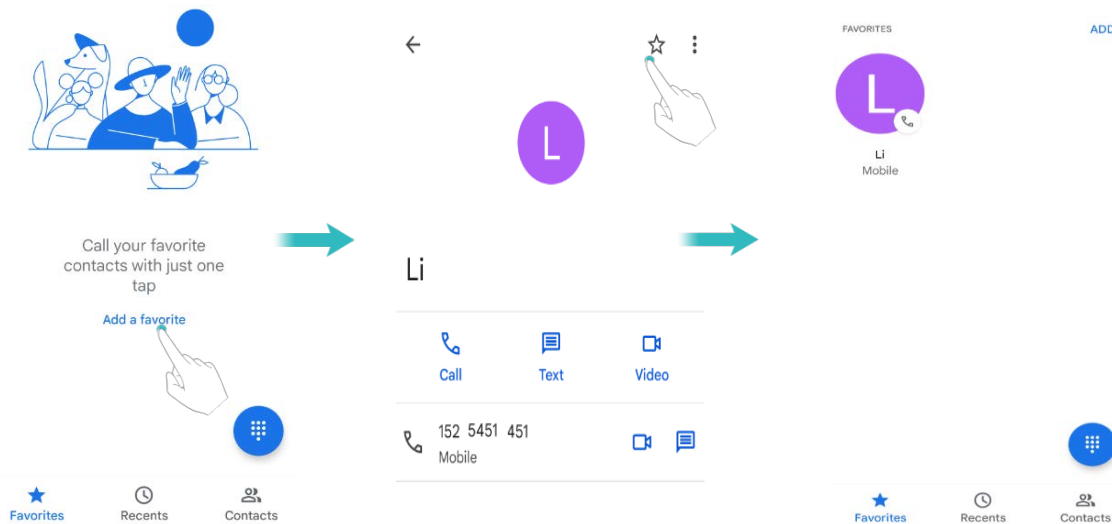 Call your favorite
contacts with just one
tap
Add a favorite
Favorites
Recents
Contacts
L
Li
Call
Text
Video
152 5451 451
Mobile
FAVORITES
ADD
L
Li
Mobile
Favorites
Recents
Contacts